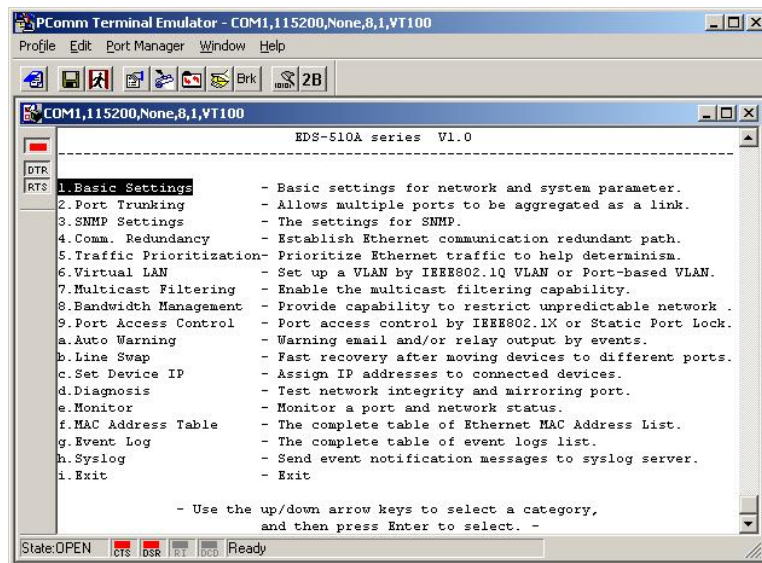 PComm Terminal Emulator - COM1,115200,None,8,1,VT100
Profile Edit Port Manager Window Help
Brk 2B
COM1,115200,None,8,1,VT100
EDS-510A series V1.0
DTR
RTS
1.Basic Settings - Basic settings for network and system parameter.
2.Port Trunking - Allows multiple ports to be aggregated as a link.
3.SNMP Settings - The settings for SNMP.
4.Comm. Redundancy - Establish Ethernet communication redundant path.
5.Traffic Prioritization- Prioritize Ethernet traffic to help determinism.
6.Virtual LAN - Set up a VLAN by IEEE802.1Q VLAN or Port-based VLAN.
7.Multicast Filtering - Enable the multicast filtering capability.
8.Bandwidth Management - Provide capability to restrict unpredictable network .
9.Port Access Control - Port access control by IEEE802.1X or Static Port Lock.
a.Auto Warning - Warning email and/or relay output by events.
b.Line Swap - Fast recovery after moving devices to different ports.
c.Set Device IP - Assign IP addresses to connected devices.
d.Diagnosis - Test network integrity and mirroring port.
e.Monitor - Monitor a port and network status.
f.MAC Address Table - The complete table of Ethernet MAC Address List.
g.Event Log - The complete table of event logs list.
h.Syslog - Send event notification messages to syslog server.
i.Exit - Exit
- Use the up/down arrow keys to select a category,
and then press Enter to select. -
State:OPEN CTS DSR RI DCD Ready